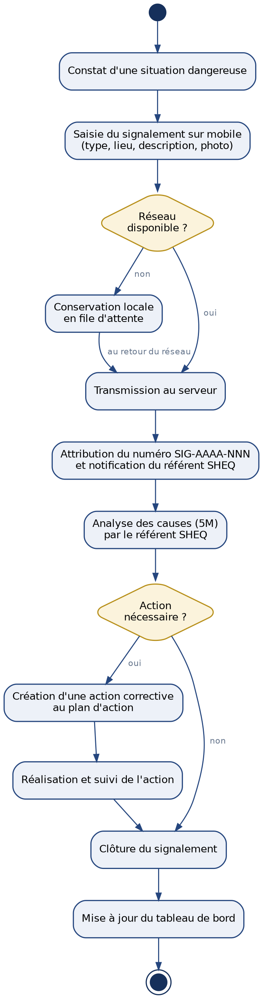 Constat d'une situation dangereuse
Saisie du signalement sur mobile
(type, lieu, description, photo)
Réseau
disponible ?
non
oui
Conservation locale
en file d'attente
au retour du réseau
Transmission au serveur
Attribution du numéro SIG-AAAA-NNN
et notification du référent SHEQ
Analyse des causes (5M)
par le référent SHEQ
Action
nécessaire ?
oui
Création d'une action corrective
au plan d'action
non
Réalisation et suivi de l'action
Clôture du signalement
Mise à jour du tableau de bord